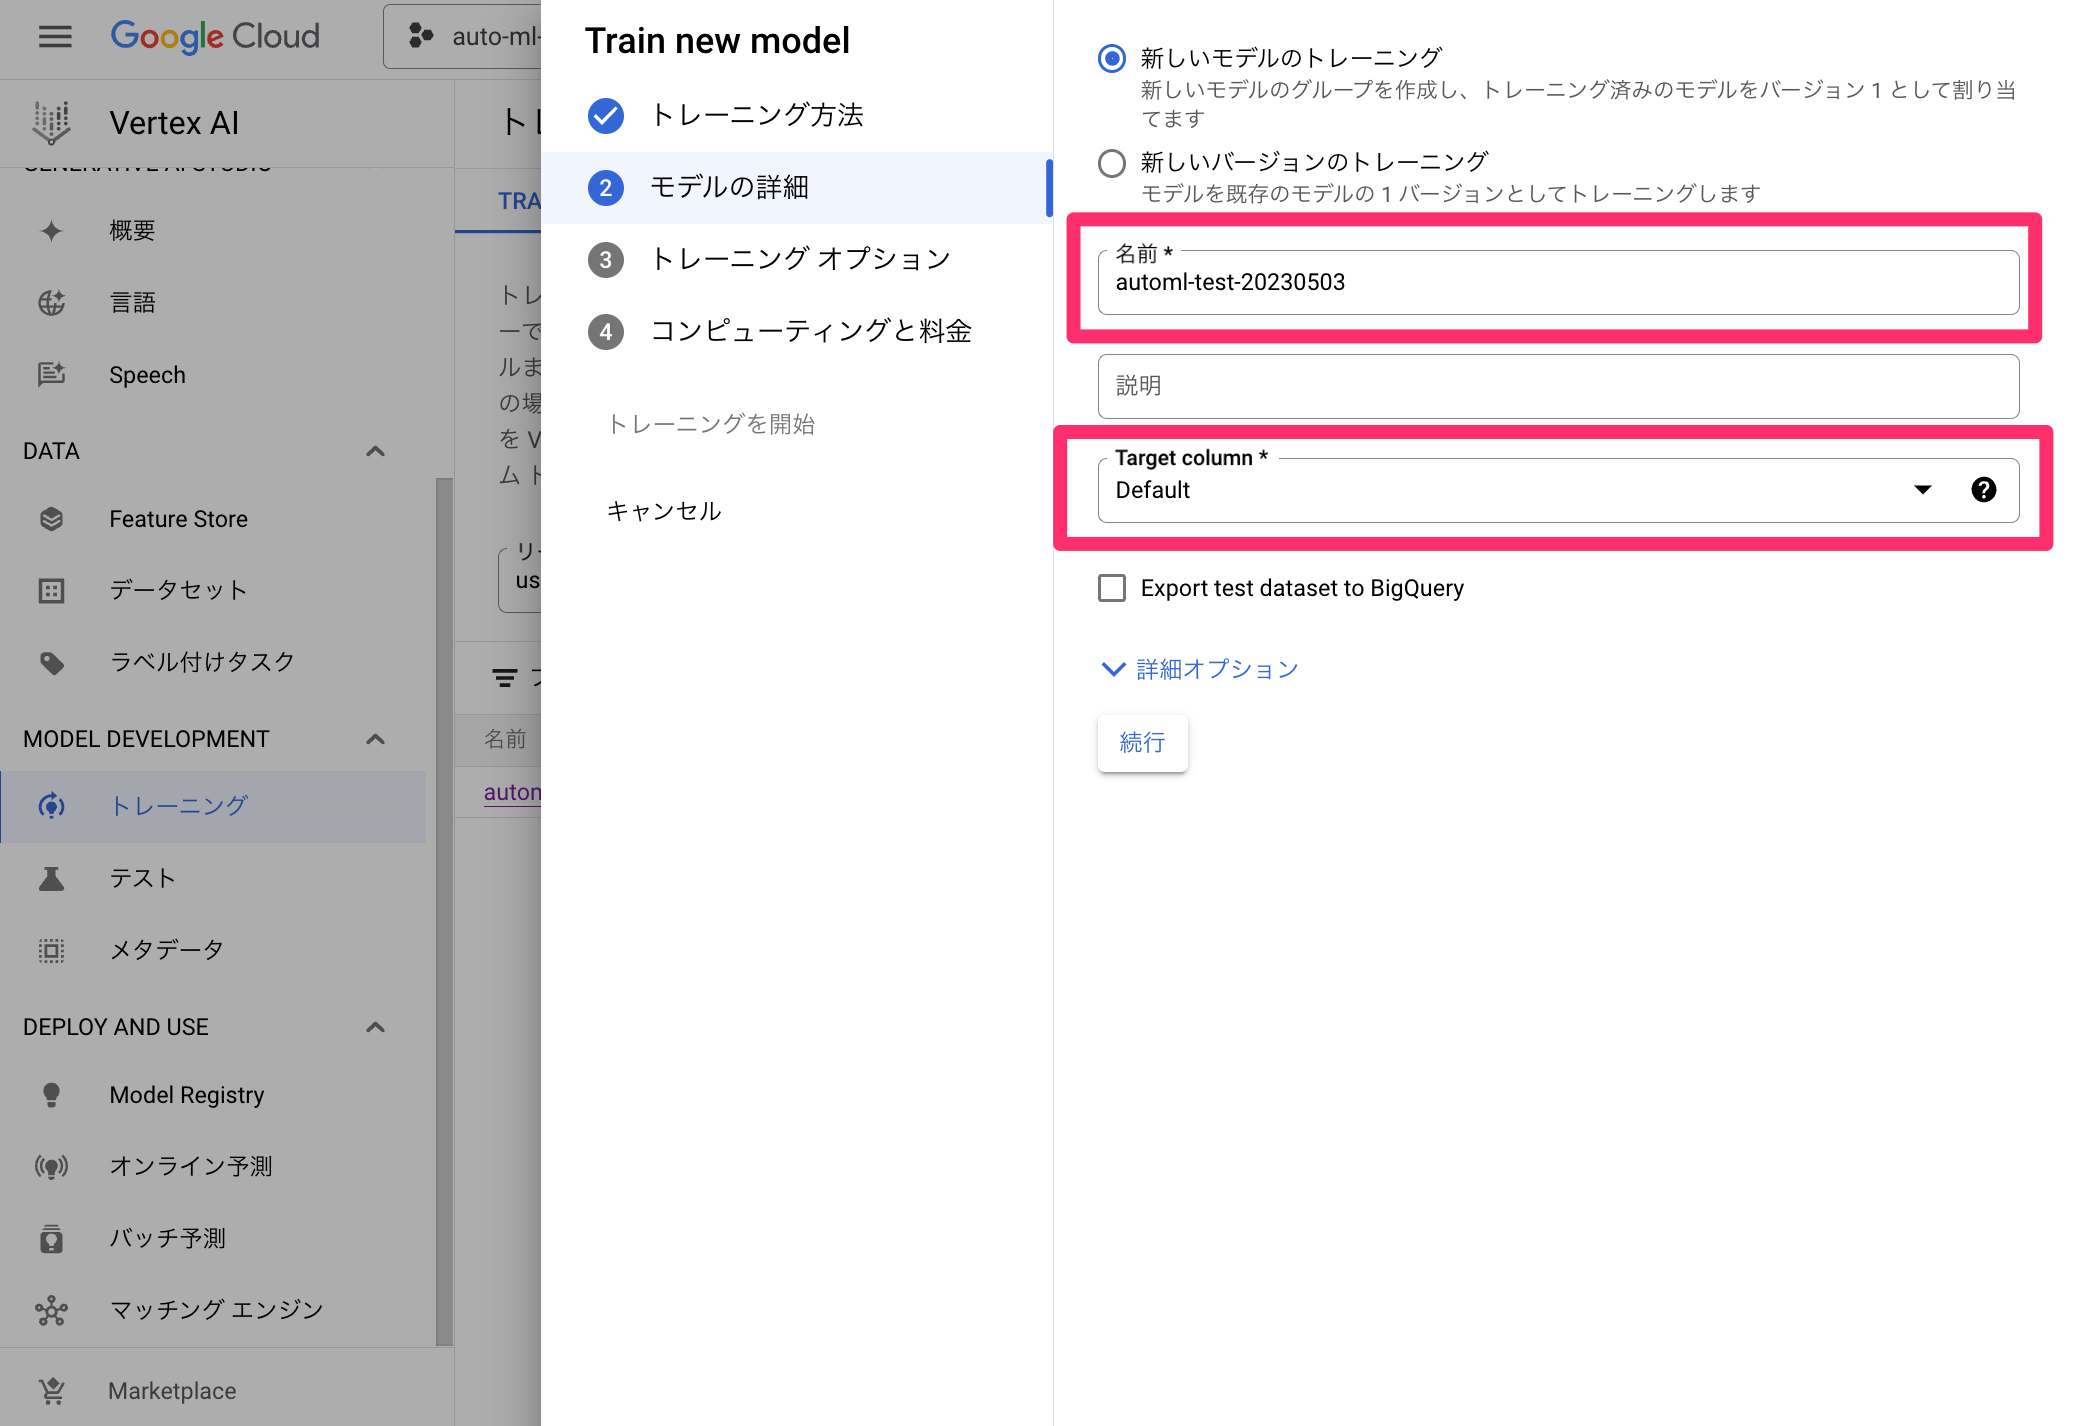 Google Cloud
auto-ml-
Vertex AI
GENERATIVE AI STUDIO
概要
言語
Speech
DATA
Feature Store
データセット
ラベル付けタスク
MODEL DEVELOPMENT
トレーニング
テスト
メタデータ
DEPLOY AND USE
Model Registry
オンライン予測
バッチ予測
マッチング エンジン
Marketplace
トレ
TRA
トレ
ーで
ルま
の場
を V
ム ト
リー
us
フ
名前
autom
Train new model
トレーニング方法
2 モデルの詳細
3 トレーニング オプション
4 コンピューティングと料金
トレーニングを開始
キャンセル
新しいモデルのトレーニング
新しいモデルのグループを作成し、トレーニング済みのモデルをバージョン 1 として割り当
てます
新しいバージョンのトレーニング
モデルを既存のモデルの 1 バージョンとしてトレーニングします
名前 *
automl-test-20230503
説明
Target column *
Default
Export test dataset to BigQuery
詳細オプション
続行